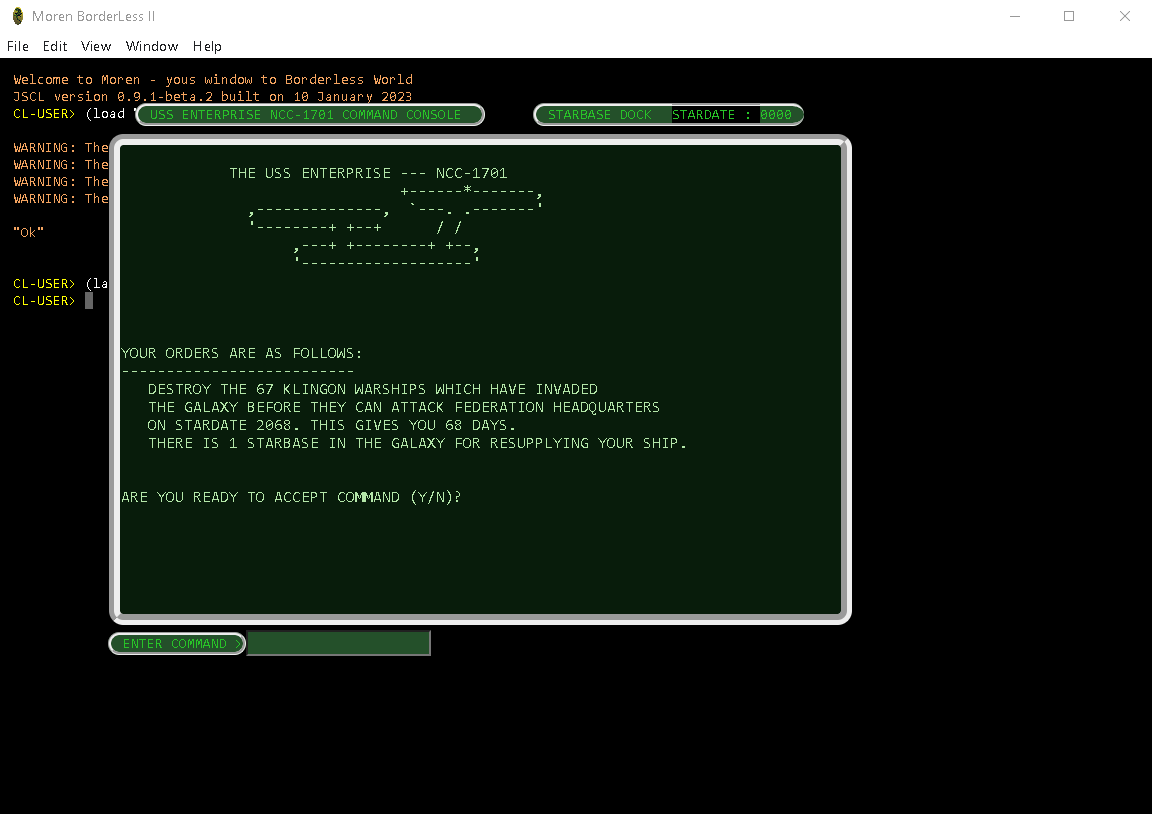 Moren BorderLess II
File Edit View Window Help
Welcome to Moren - yous window to Borderless World
JSCL version 0.9.1-beta.2 built on 10 January 2023
CL-USER> (load "
USS ENTERPRISE NCC-1701 COMMAND CONSOLE
STARBASE DOCK STARDATE : 0000
WARNING: The
WARNING: The
WARNING: The
WARNING: The
"Ok"
CL-USER> (la
CL-USER>
THE USS ENTERPRISE --- NCC-1701
+------*-------,
,--------------, `---. .-------'
'--------+ +--+ / /
,---+ +--------+ +--,
'-------------------'
YOUR ORDERS ARE AS FOLLOWS:
--------------------------
DESTROY THE 67 KLINGON WARSHIPS WHICH HAVE INVADED
THE GALAXY BEFORE THEY CAN ATTACK FEDERATION HEADQUARTERS
ON STARDATE 2068. THIS GIVES YOU 68 DAYS.
THERE IS 1 STARBASE IN THE GALAXY FOR RESUPPLYING YOUR SHIP.
ARE YOU READY TO ACCEPT COMMAND (Y/N)?
ENTER COMMAND >